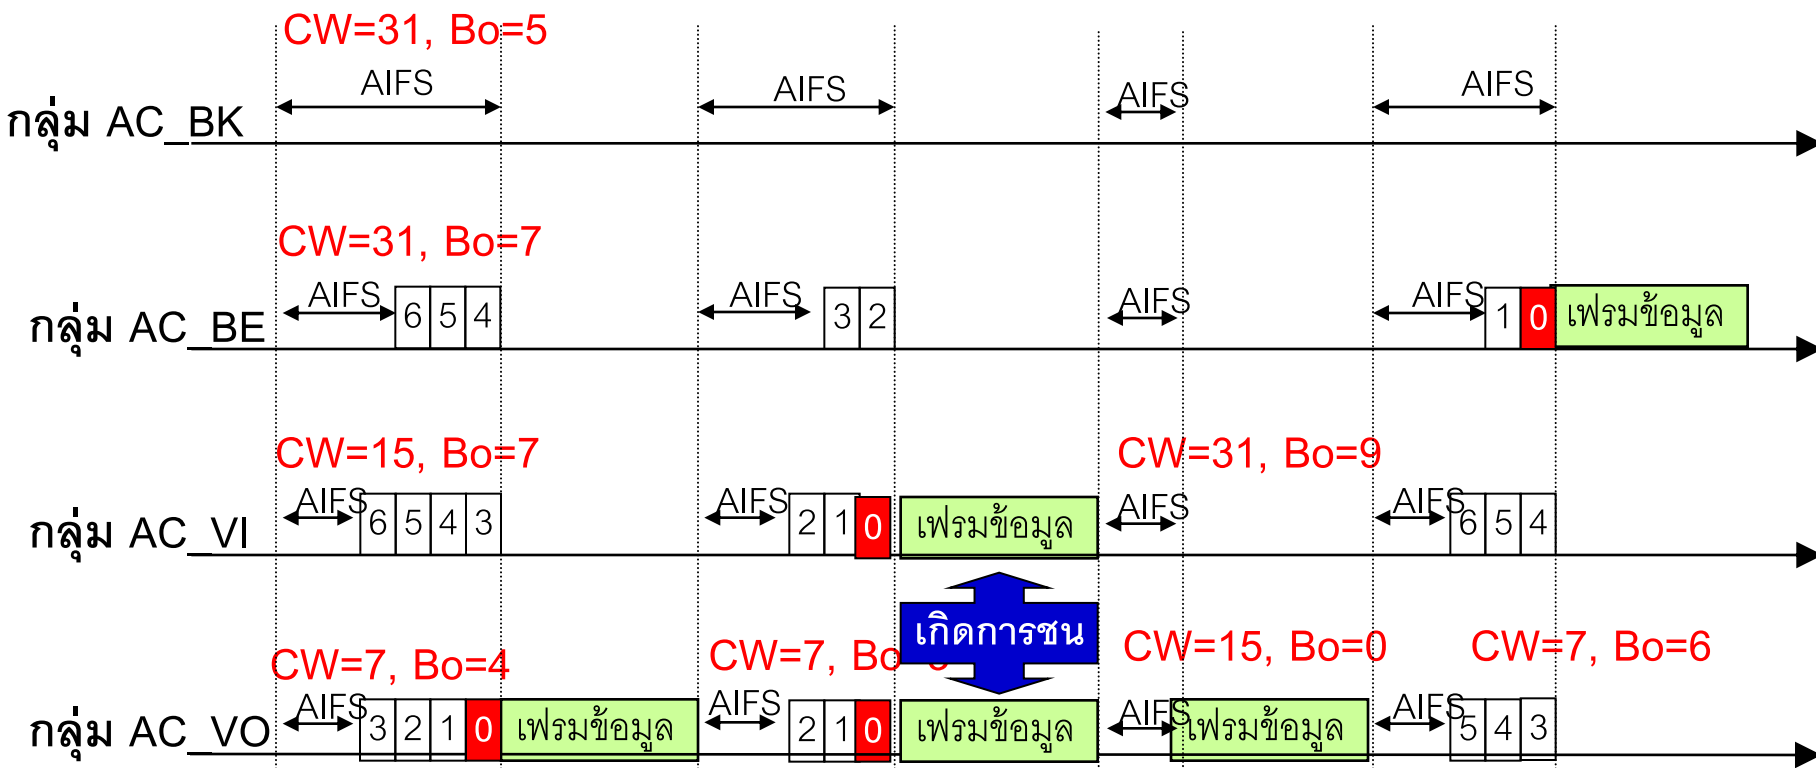 CW=31, Bo=5
AIFS AIFS AIFS AIFS
กลุ่ม AC_BK
CW=31, Bo=7
AIFS 6 5 4 AIFS 3 2 AIFS AIFS 1 0 เฟรมข้อมูล
กลุ่ม AC_BE
CW=15, Bo=7 CW=31, Bo=9
AIFS 6 5 4 3 AIFS 2 1 0 เฟรมข้อมูล AIFS AIFS 6 5 4
กลุ่ม AC_VI
เกิดการชน
CW=7, Bo=4 CW=7, Bo CW=15, Bo=0 CW=7, Bo=6
AIFS 3 2 1 0 เฟรมข้อมูล AIFS 2 1 0 เฟรมข้อมูล AIFS เฟรมข้อมูล AIFS 5 4 3
กลุ่ม AC_VO